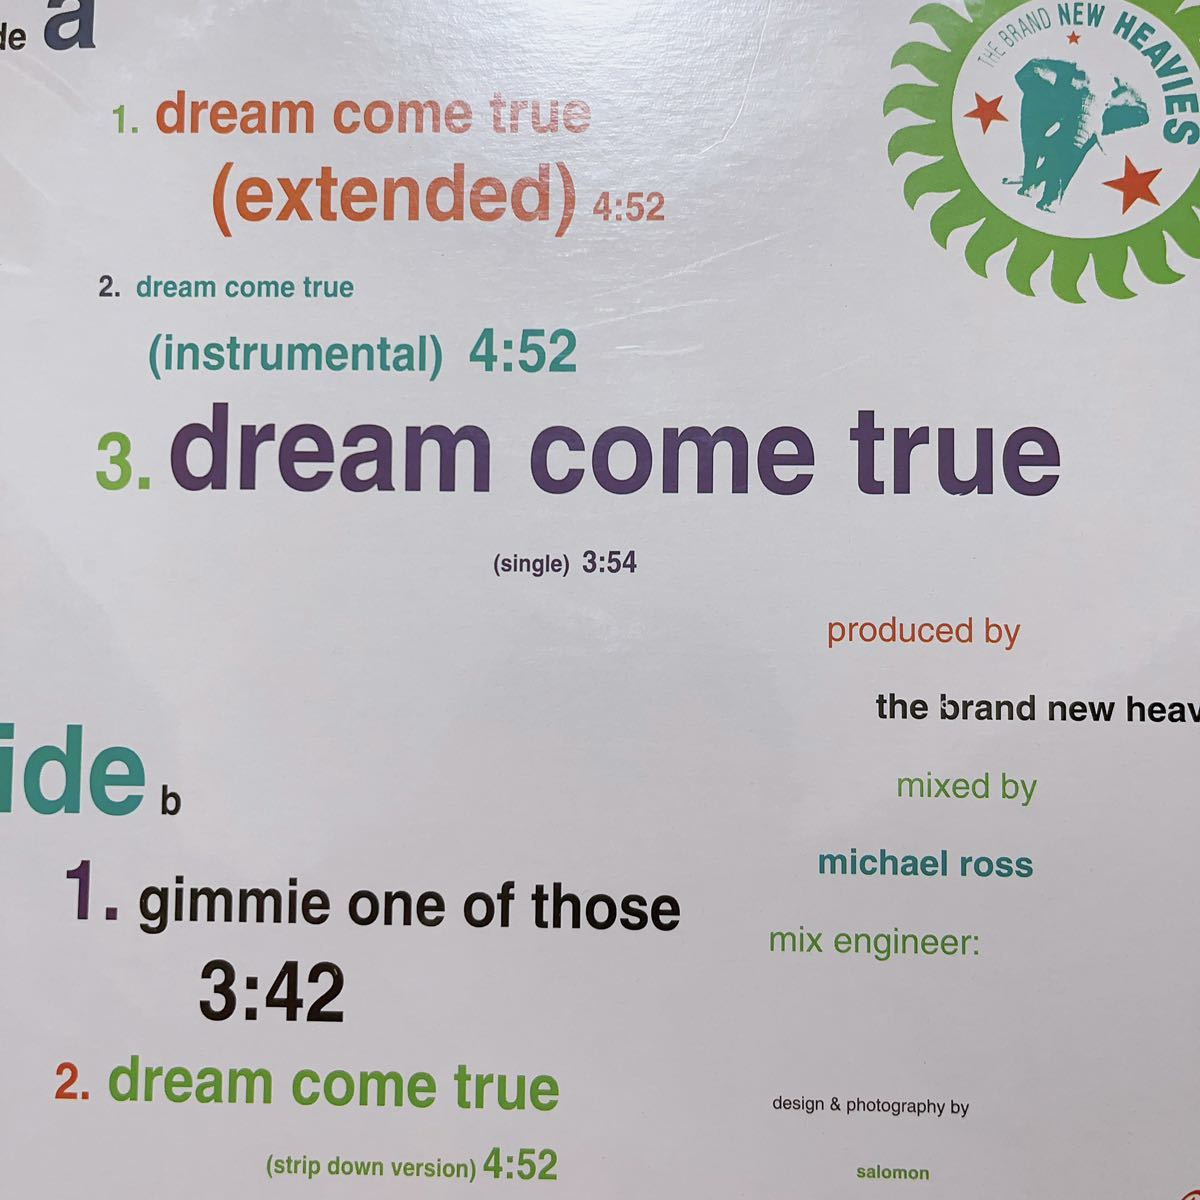 de a
THE BRAND NEW HEAVIES
1. dream come true
(extended) 4:52
2. dream come true
(instrumental) 4:52
3. dream come true
(single) 3:54
produced by
the brand new heav
mixed by
michael ross
mix engineer:
ide b
1. gimmie one of those
3:42
2. dream come true
(strip down version) 4:52
design & photography by
salomon